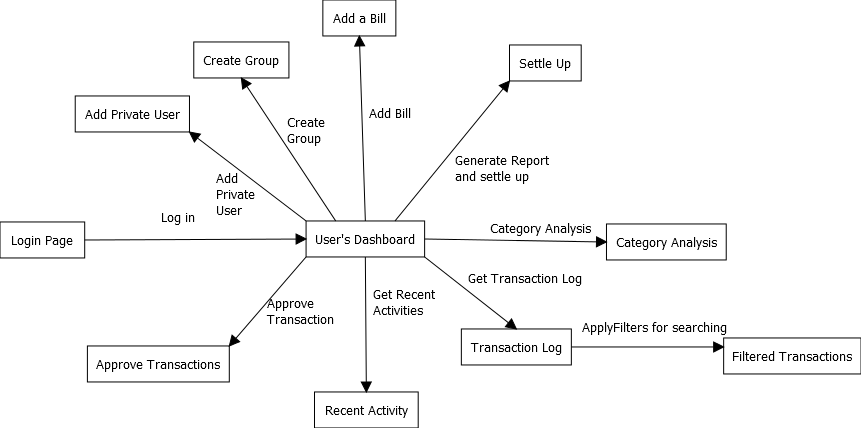 Add a Bill
Create Group
Settle Up
Add Private User
Create
Group
Add Bill
Generate Report
and settle up
Add
Private
User
Log in
Login Page
User's Dashboard
Category Analysis
Category Analysis
Get Transaction Log
Approve
Transaction
Get Recent
Activities
ApplyFilters for searching
Transaction Log
Filtered Transactions
Approve Transactions
Recent Activity